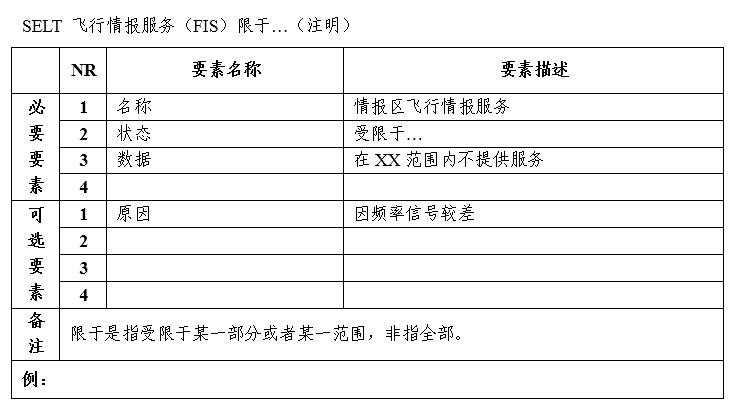 SELT 飞行情报服务（FIS）限于…（注明）
NR 要素名称 要素描述
必要要素
1 名称 情报区飞行情报服务
2 状态 受限于…
3 数据 在 XX 范围内不提供服务
4
可选要素
1 原因 因频率信号较差
2
3
4
备注 限于是指受限于某一部分或者某一范围，非指全部。
例：